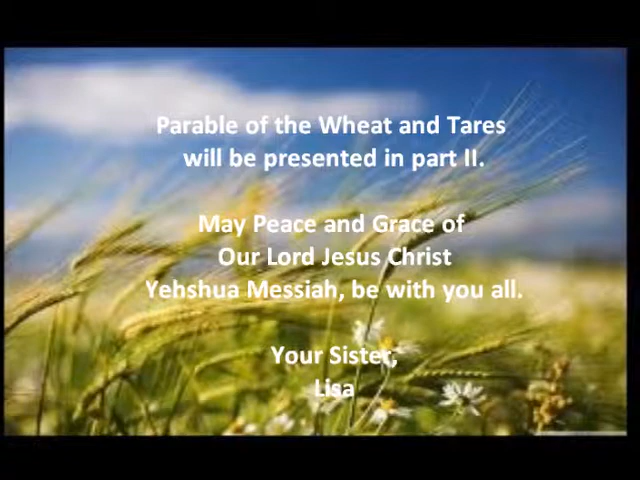 Parable of the Wheat and Tares
will be presented in part II.
May Peace and Grace of
Our Lord Jesus Christ
Yehshua Messiah, be with you all.
Your Sister,
Lisa